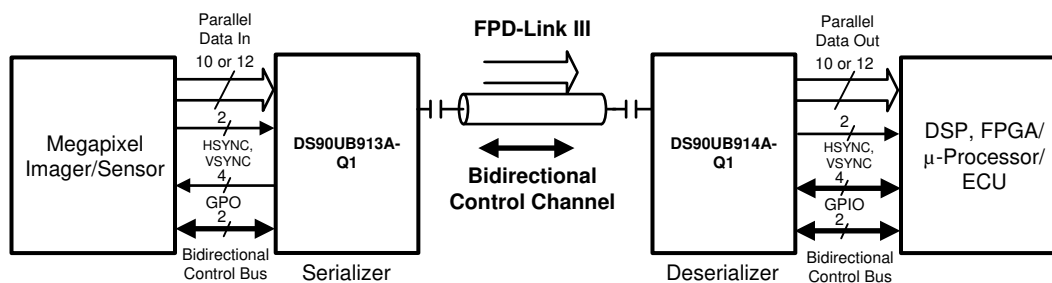 Parallel
Data In
10 or 12
2
HSYNC,
VSYNC
4
GPO
2
Bidirectional
Control Bus
Megapixel
Imager/Sensor
DS90UB913A-
Q1
Serializer
FPD-Link III
Bidirectional
Control Channel
DS90UB914A-
Q1
Deserializer
Parallel
Data Out
10 or 12
2
HSYNC,
VSYNC
4
GPIO
2
Bidirectional
Control Bus
DSP, FPGA/
μ-Processor/
ECU